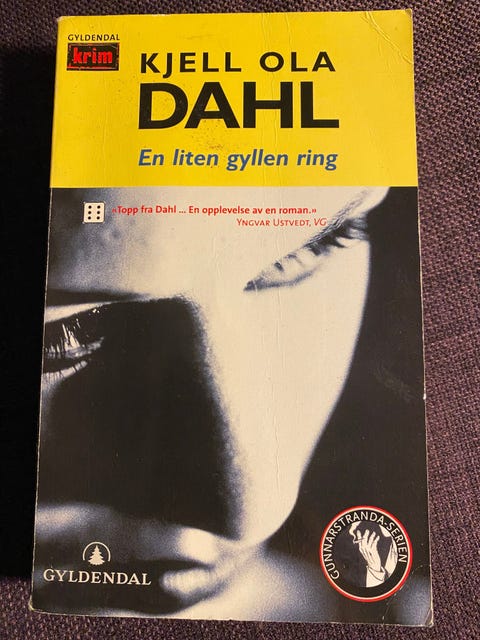 GYLDENDAL
krim
KJELL OLA
DAHL
En liten gyllen ring
«Topp fra Dahl ... En opplevelse av en roman.»
YNGVAR USTVEDT, VG
GUNNARSTRANDA-SERIEN
GYLDENDAL